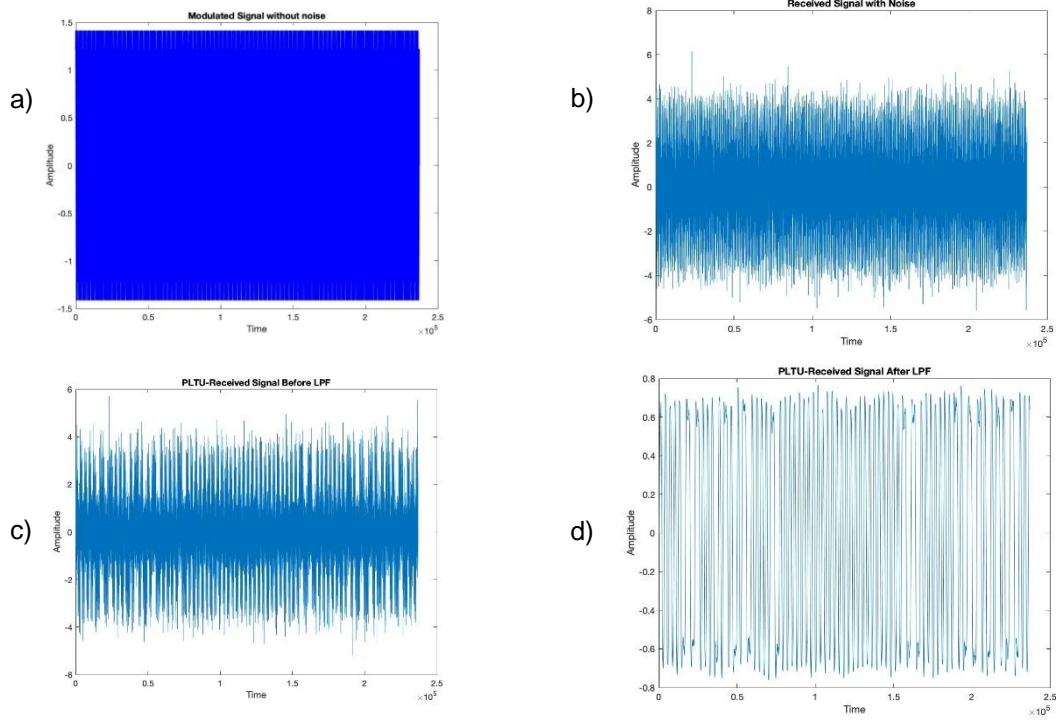 a)
Modulated Signal without noise
1.5
1
0.5
0
-0.5
-1
-1.5
Amplitude
0 0.5 1 1.5 2 2.5
×10⁵
Time
b)
Received Signal with Noise
8
6
4
2
0
-2
-4
-6
Amplitude
0 0.5 1 1.5 2 2.5
×10⁵
Time
c)
PLTU-Received Signal Before LPF
6
4
2
0
-2
-4
-6
Amplitude
0 0.5 1 1.5 2 2.5
×10⁵
Time
d)
PLTU-Received Signal After LPF
0.8
0.6
0.4
0.2
0
-0.2
-0.4
-0.6
-0.8
Amplitude
0 0.5 1 1.5 2 2.5
×10⁵
Time